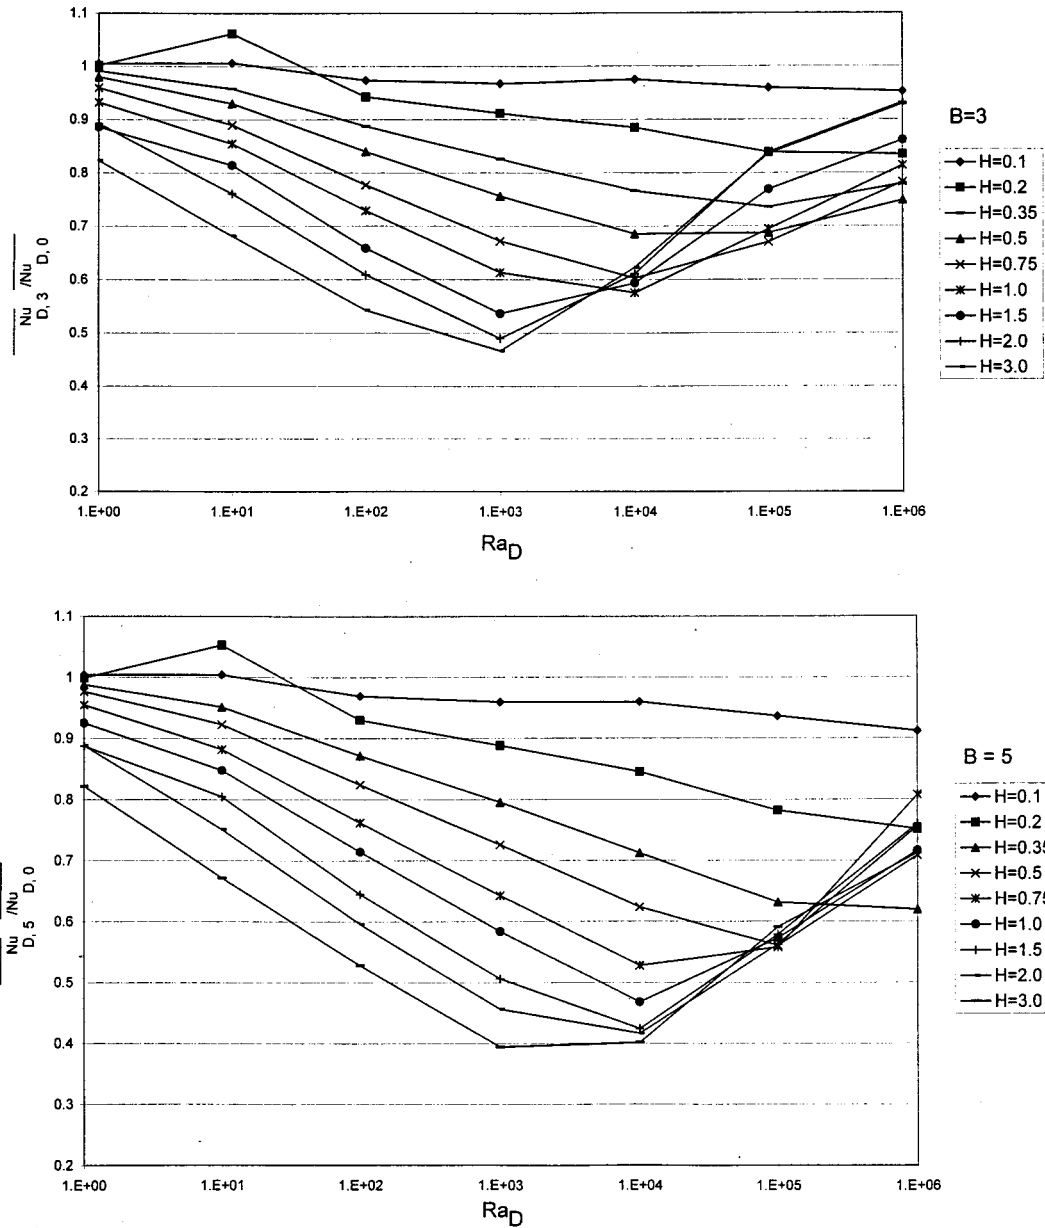 1.1
1
0.9
0.8
0.7
0.6
0.5
0.4
0.3
0.2
Nu D, 3 /Nu D, 0
1.E+00 1.E+01 1.E+02 1.E+03 1.E+04 1.E+05 1.E+06
RaD
B=3
H=0.1
H=0.2
H=0.35
H=0.5
H=0.75
H=1.0
H=1.5
H=2.0
H=3.0
1.1
1
0.9
0.8
0.7
0.6
0.5
0.4
0.3
0.2
Nu D, 5 /Nu D, 0
1.E+00 1.E+01 1.E+02 1.E+03 1.E+04 1.E+05 1.E+06
RaD
B = 5
H=0.1
H=0.2
H=0.35
H=0.5
H=0.75
H=1.0
H=1.5
H=2.0
H=3.0